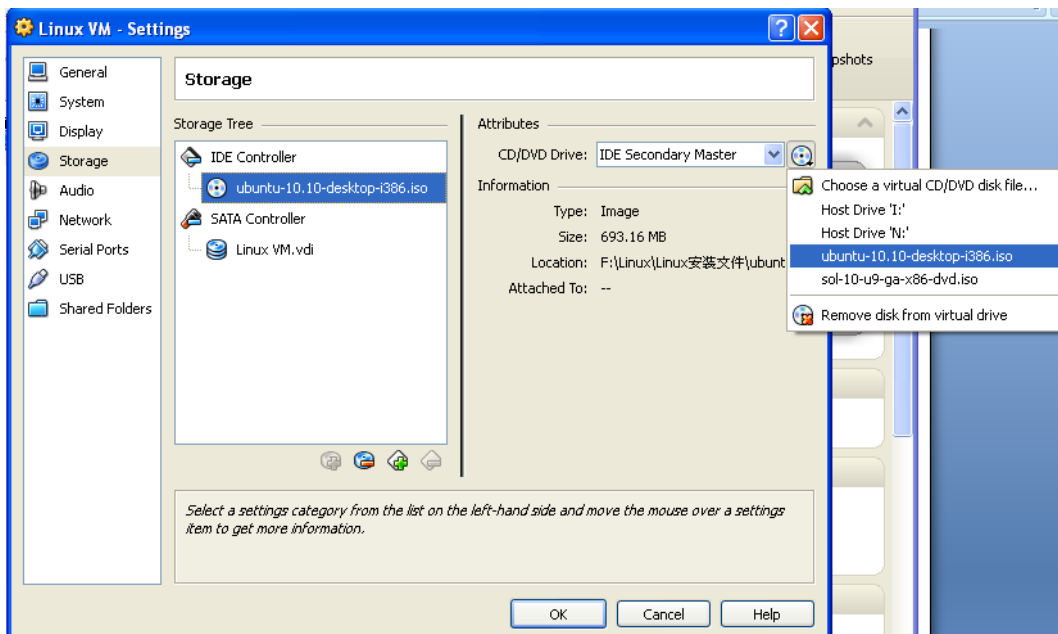 Linux VM - Settings
pshots
General
System
Display
Storage
Audio
Network
Serial Ports
USB
Shared Folders
Storage
Storage Tree
IDE Controller
ubuntu-10.10-desktop-i386.iso
SATA Controller
Linux VM.vdi
Attributes
CD/DVD Drive: IDE Secondary Master
Information
Type: Image
Size: 693.16 MB
Location: F:\Linux\Linux安装文件\ubunt
Attached To: --
Choose a virtual CD/DVD disk file...
Host Drive 'I:'
Host Drive 'N:'
ubuntu-10.10-desktop-i386.iso
sol-10-u9-ga-x86-dvd.iso
Remove disk from virtual drive
Select a settings category from the list on the left-hand side and move the mouse over a settings
item to get more information.
OK Cancel Help